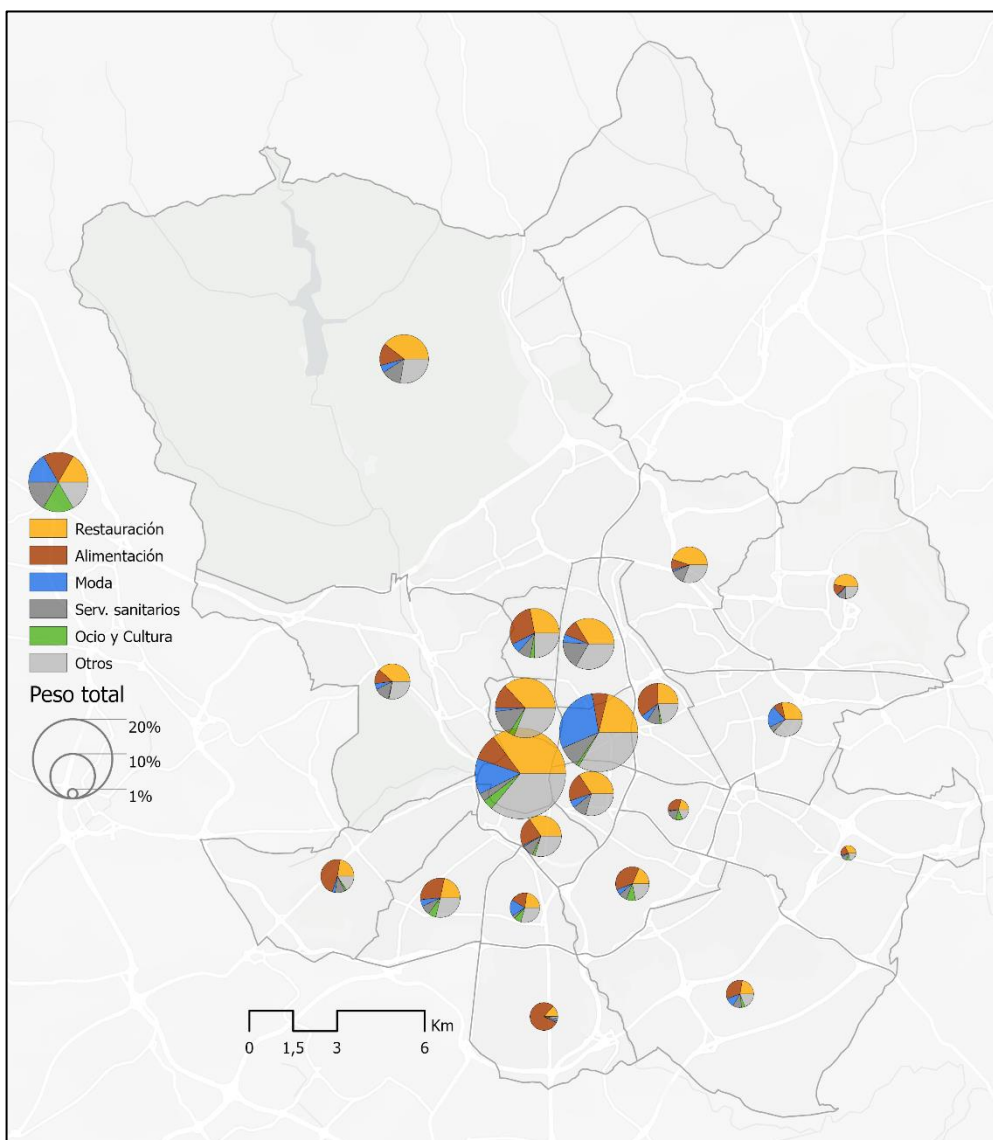 Restauración
Alimentación
Moda
Serv. sanitarios
Ocio y Cultura
Otros
Peso total
20%
10%
1%
Km
0 1,5 3 6